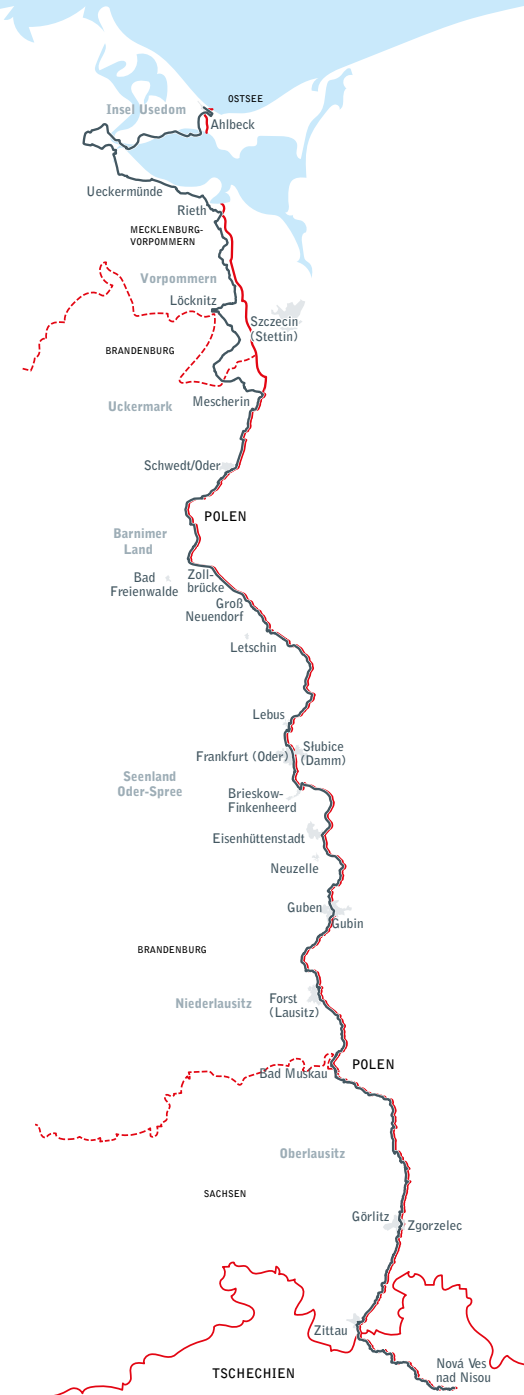 OSTSEE
Insel Usedom
Ahlbeck
Ueckermünde
Rieth
MECKLENBURG-
VORPOMMERN
Vorpommern
Löcknitz
Szczecin
(Stettin)
BRANDENBURG
Mescherin
Uckermark
Schwedt/Oder
POLEN
Barnimer
Land
Bad
Freienwalde
Zoll-
brücke
Groß
Neuendorf
Letschin
Lebus
Frankfurt (Oder)
Słubice
(Damm)
Seenland
Oder-Spree
Brieskow-
Finkenheerd
Eisenhüttenstadt
Neuzelle
Guben
Gubin
BRANDENBURG
Niederlausitz
Forst
(Lausitz)
POLEN
Bad Muskau
Oberlausitz
SACHSEN
Görlitz
Zgorzelec
Zittau
Nová Ves
nad Nisou
TSCHECHIEN